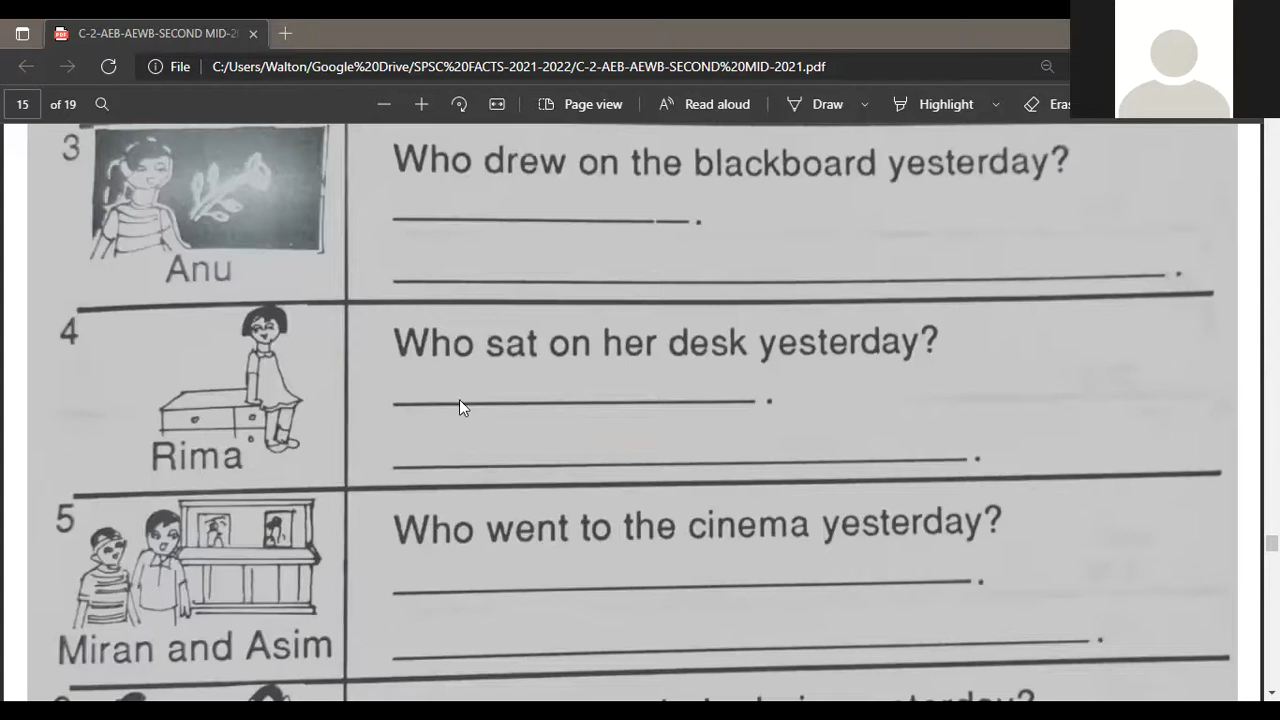 C-2-AEB-AEWB-SECOND MID-2
File
C:/Users/Walton/Google%20Drive/SPSC%20FACTS-2021-2022/C-2-AEB-AEWB-SECOND%20MID-2021.pdf
15 of 19
Page view
Read aloud
Draw
Highlight
3
Who drew on the blackboard yesterday?
Anu
4
Who sat on her desk yesterday?
Rima
5
Who went to the cinema yesterday?
Miran and Asim
yesterday?